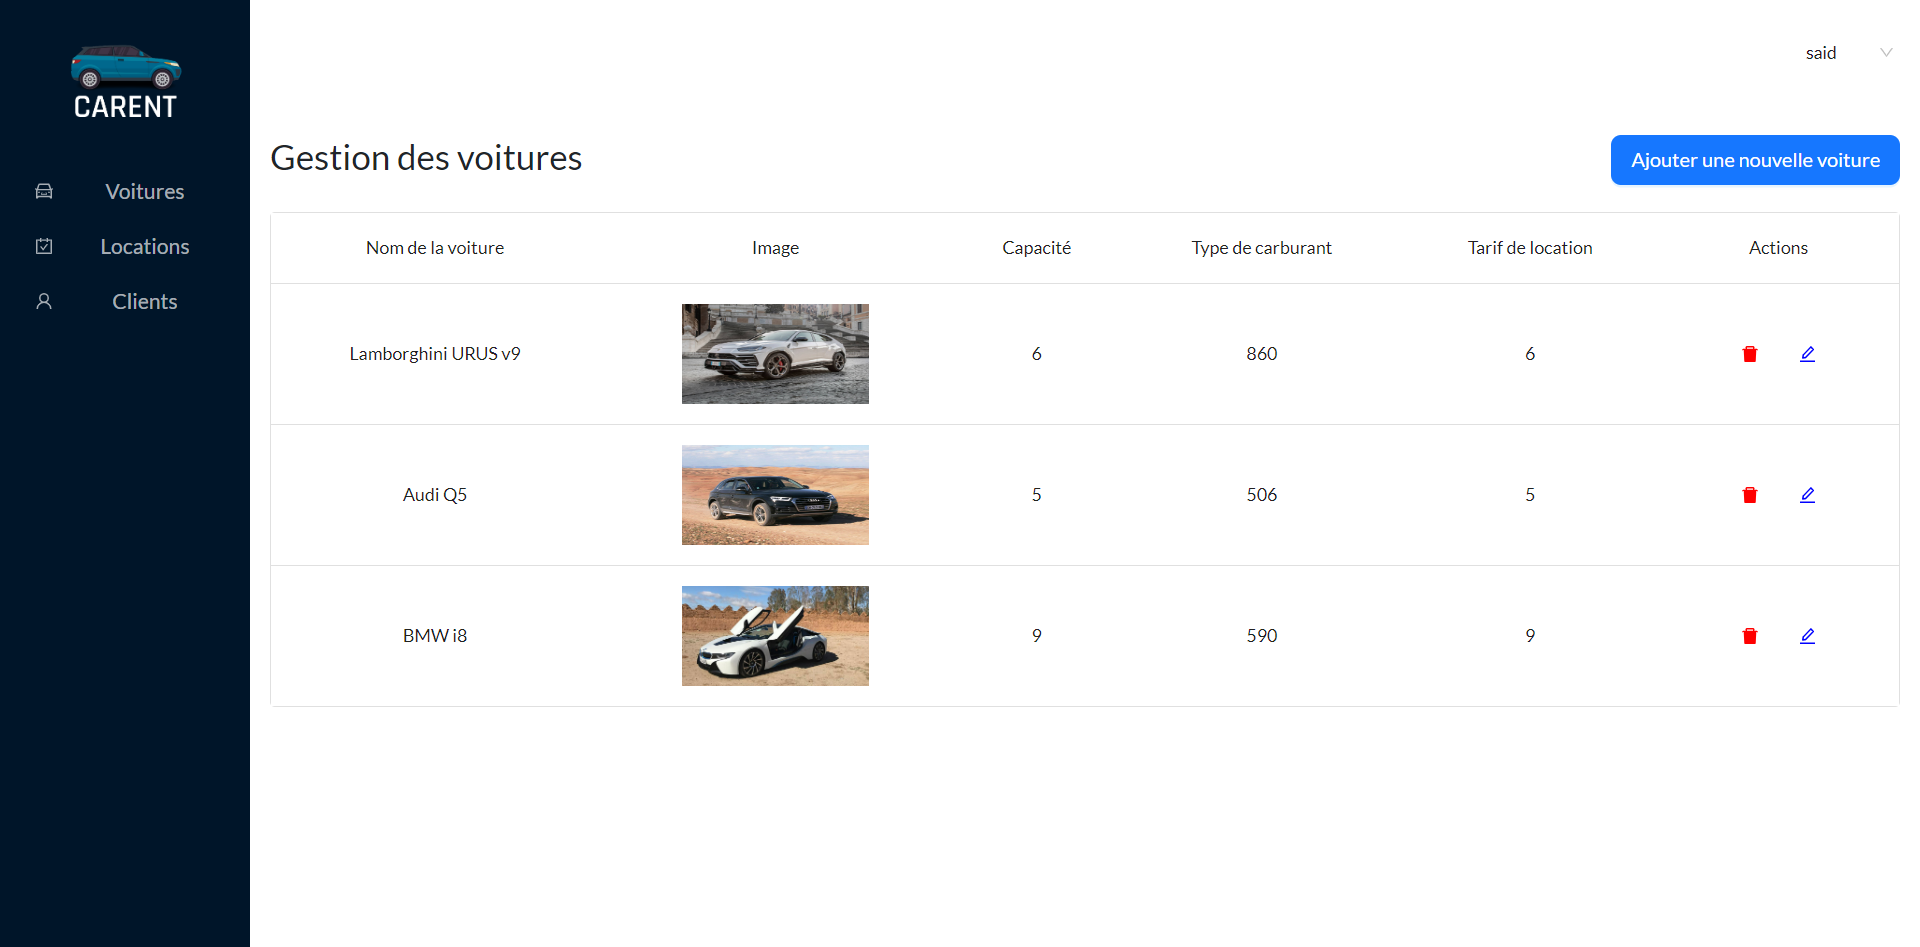 CARENT
said
Voitures
Locations
Clients
Gestion des voitures
Ajouter une nouvelle voiture
Nom de la voiture Image Capacité Type de carburant Tarif de location Actions
Lamborghini URUS v9 6 860 6
Audi Q5 5 506 5
BMW i8 9 590 9